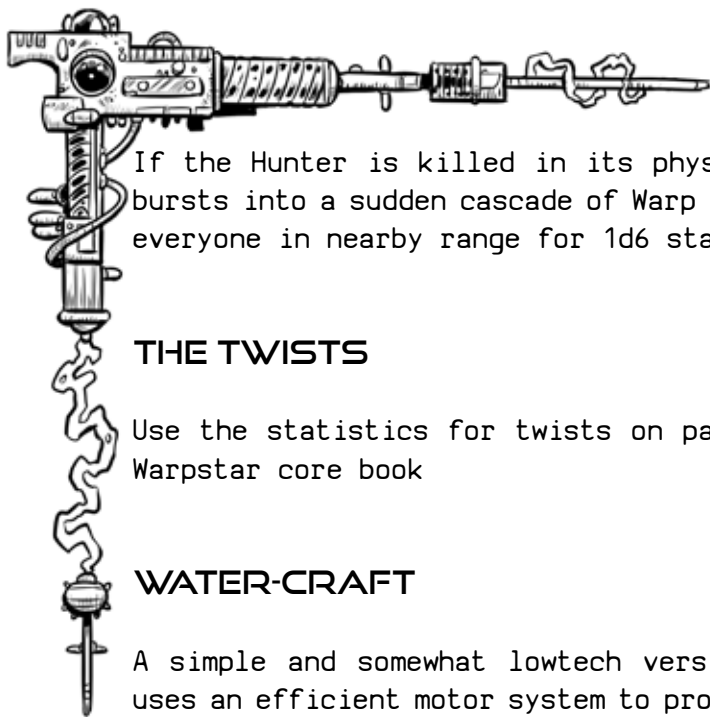 If the Hunter is killed in its phys
bursts into a sudden cascade of Warp
everyone in nearby range for 1d6 sta
THE TWISTS
Use the statistics for twists on pa
Warpstar core book
WATER-CRAFT
A simple and somewhat lowtech vers
uses an efficient motor system to pro